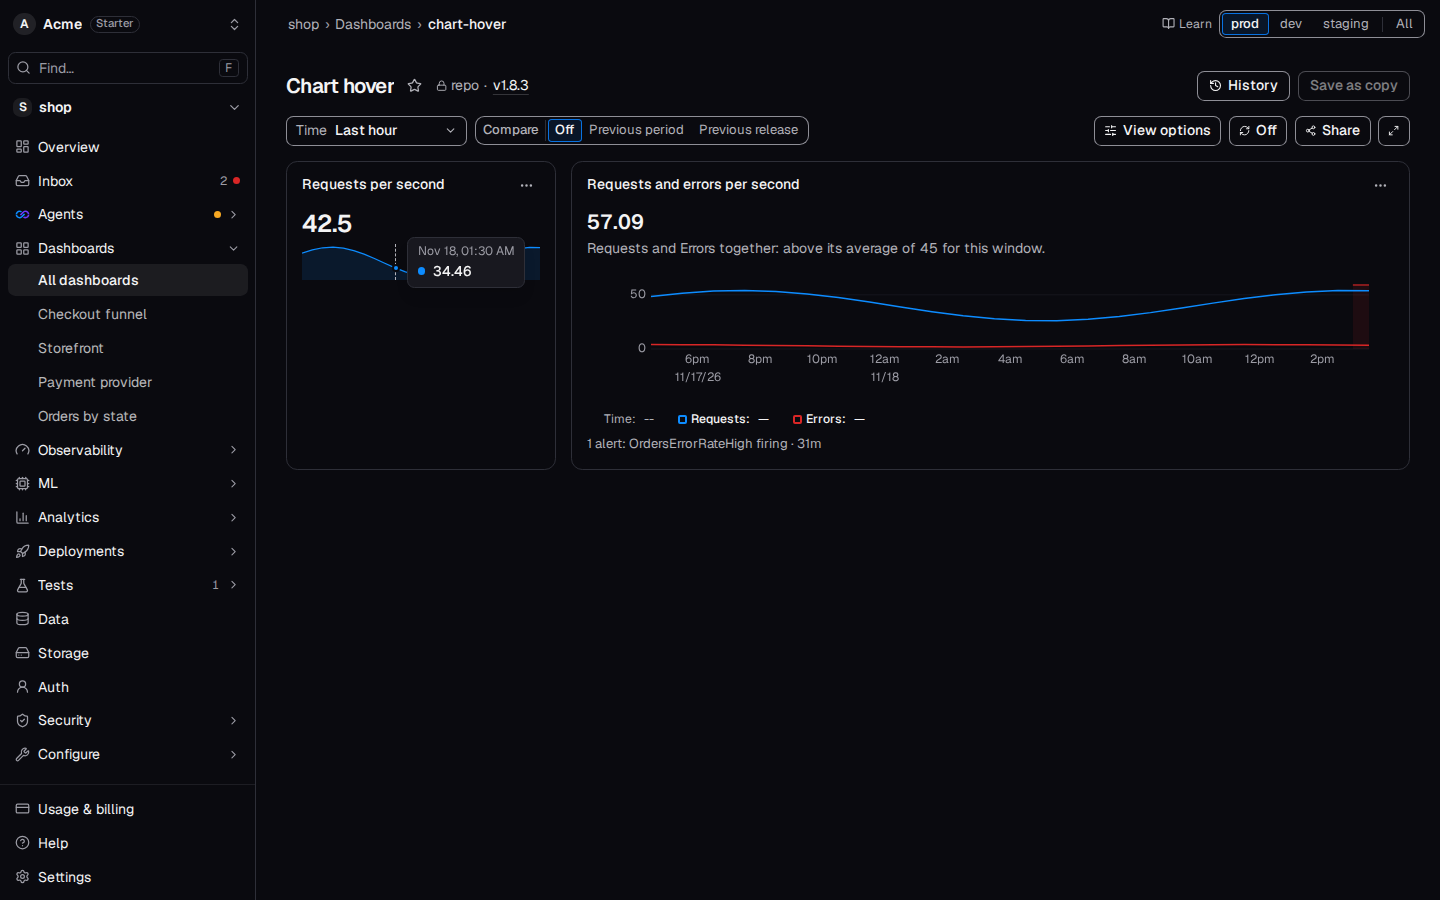 A Acme Starter
Find... F
S shop
Overview
Inbox 2
Agents
Dashboards
All dashboards
Checkout funnel
Storefront
Payment provider
Orders by state
Observability
ML
Analytics
Deployments
Tests 1
Data
Storage
Auth
Security
Configure
Usage & billing
Help
Settings
shop › Dashboards › chart-hover
Learn prod dev staging All
Chart hover repo · v1.8.3
History Save as copy
Time Last hour Compare Off Previous period Previous release
View options Off Share
Requests per second
42.5
Nov 18, 01:30 AM
34.46
Requests and errors per second
57.09
Requests and Errors together: above its average of 45 for this window.
50
0
6pm 8pm 10pm 12am 2am 4am 6am 8am 10am 12pm 2pm
11/17/26 11/18
Time: -- Requests: — Errors: —
1 alert: OrdersErrorRateHigh firing · 31m